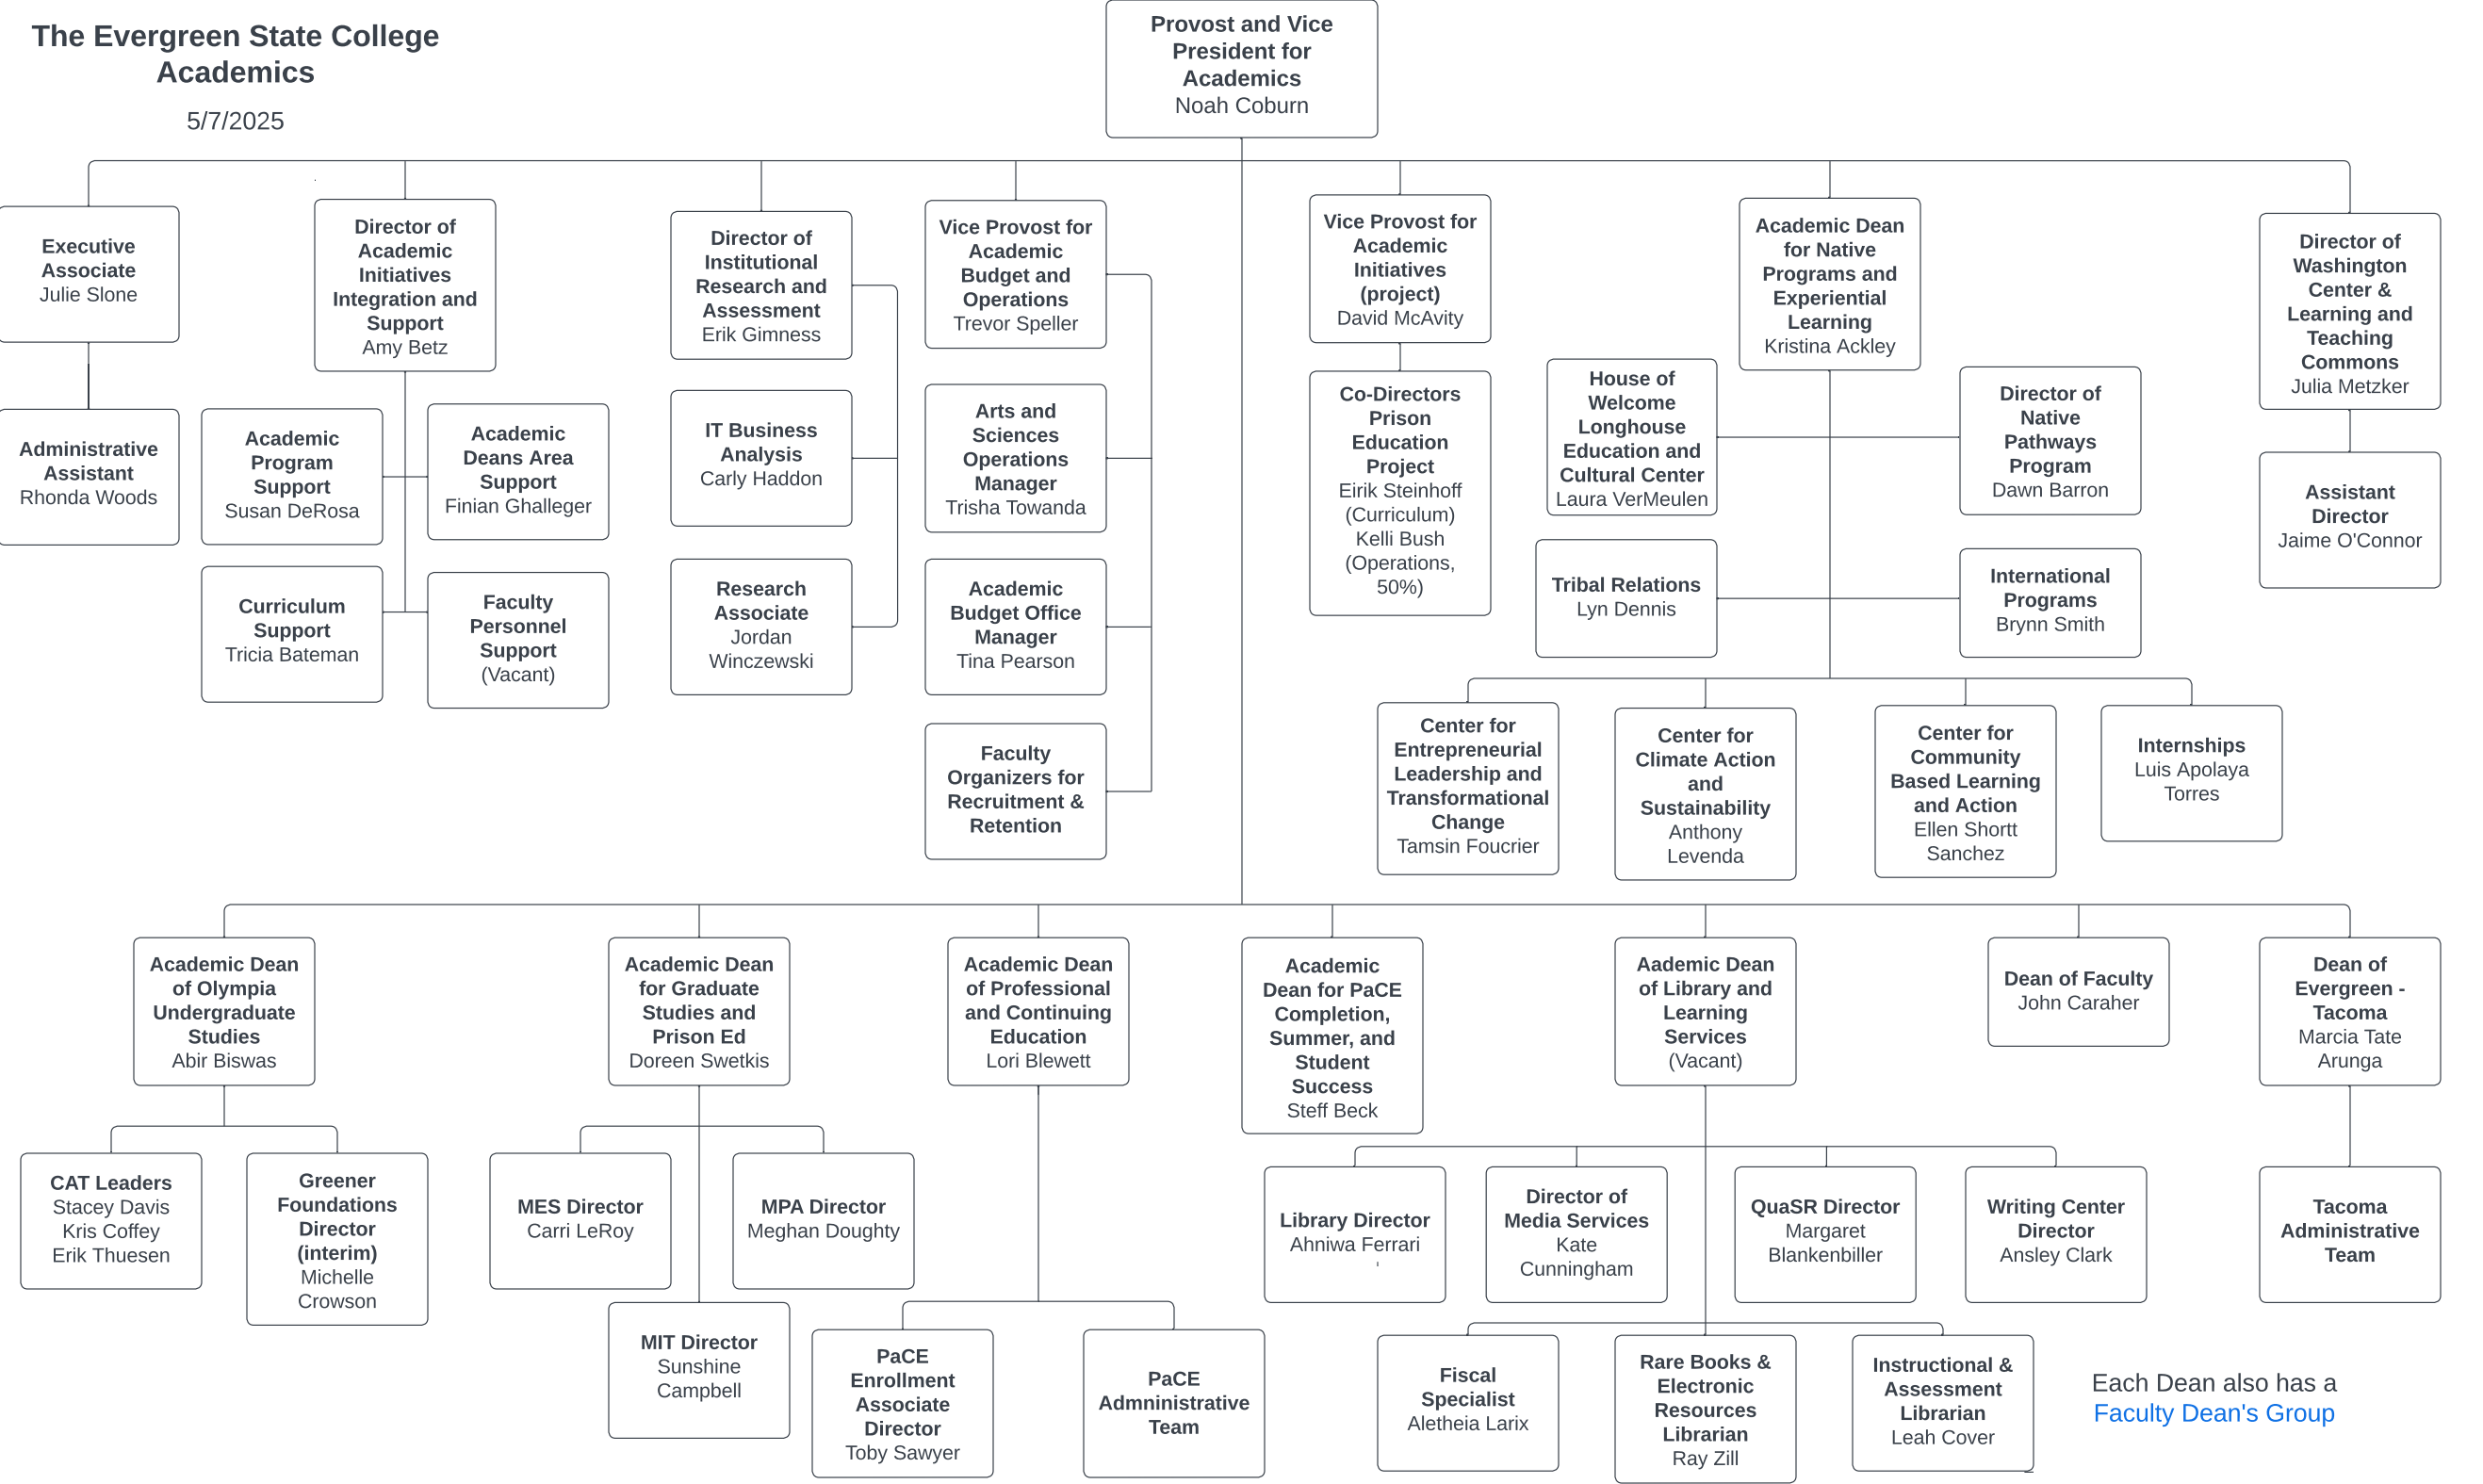 The Evergreen State College
Academics
5/7/2025
Provost and Vice
President for
Academics
Noah Coburn
Executive
Associate
Julie Slone
Administrative
Assistant
Rhonda Woods
Director of
Academic
Initiatives
Integration and
Support
Amy Betz
Academic
Program
Support
Susan DeRosa
Academic
Deans Area
Support
Finian Ghalleger
Curriculum
Support
Tricia Bateman
Faculty
Personnel
Support
(Vacant)
Director of
Institutional
Research and
Assessment
Erik Gimness
IT Business
Analysis
Carly Haddon
Research
Associate
Jordan
Winczewski
Vice Provost for
Academic
Budget and
Operations
Trevor Speller
Arts and
Sciences
Operations
Manager
Trisha Towanda
Academic
Budget Office
Manager
Tina Pearson
Faculty
Organizers for
Recruitment &
Retention
Vice Provost for
Academic
Initiatives
(project)
David McAvity
Co-Directors
Prison
Education
Project
Eirik Steinhoff
(Curriculum)
Kelli Bush
(Operations,
50%)
Academic Dean
for Native
Programs and
Experiential
Learning
Kristina Ackley
House of
Welcome
Longhouse
Education and
Cultural Center
Laura VerMeulen
Director of
Native
Pathways
Program
Dawn Barron
Tribal Relations
Lyn Dennis
International
Programs
Brynn Smith
Center for
Entrepreneurial
Leadership and
Transformational
Change
Tamsin Foucrier
Center for
Climate Action
and
Sustainability
Anthony
Levenda
Center for
Community
Based Learning
and Action
Ellen Shortt
Sanchez
Internships
Luis Apolaya
Torres
Director of
Washington
Center &
Learning and
Teaching
Commons
Julia Metzker
Assistant
Director
Jaime O'Connor
Academic Dean
of Olympia
Undergraduate
Studies
Abir Biswas
CAT Leaders
Stacey Davis
Kris Coffey
Erik Thuesen
Greener
Foundations
Director
(interim)
Michelle
Crowson
Academic Dean
for Graduate
Studies and
Prison Ed
Doreen Swetkis
MES Director
Carri LeRoy
MPA Director
Meghan Doughty
MIT Director
Sunshine
Campbell
Academic Dean
of Professional
and Continuing
Education
Lori Blewett
PaCE
Enrollment
Associate
Director
Toby Sawyer
PaCE
Admninistrative
Team
Academic
Dean for PaCE
Completion,
Summer, and
Student
Success
Steff Beck
Aademic Dean
of Library and
Learning
Services
(Vacant)
Library Director
Ahniwa Ferrari
Director of
Media Services
Kate
Cunningham
QuaSR Director
Margaret
Blankenbiller
Writing Center
Director
Ansley Clark
Fiscal
Specialist
Aletheia Larix
Rare Books &
Electronic
Resources
Librarian
Ray Zill
Instructional &
Assessment
Librarian
Leah Cover
Dean of Faculty
John Caraher
Dean of
Evergreen -
Tacoma
Marcia Tate
Arunga
Tacoma
Administrative
Team
Each Dean also has a
Faculty Dean's Group